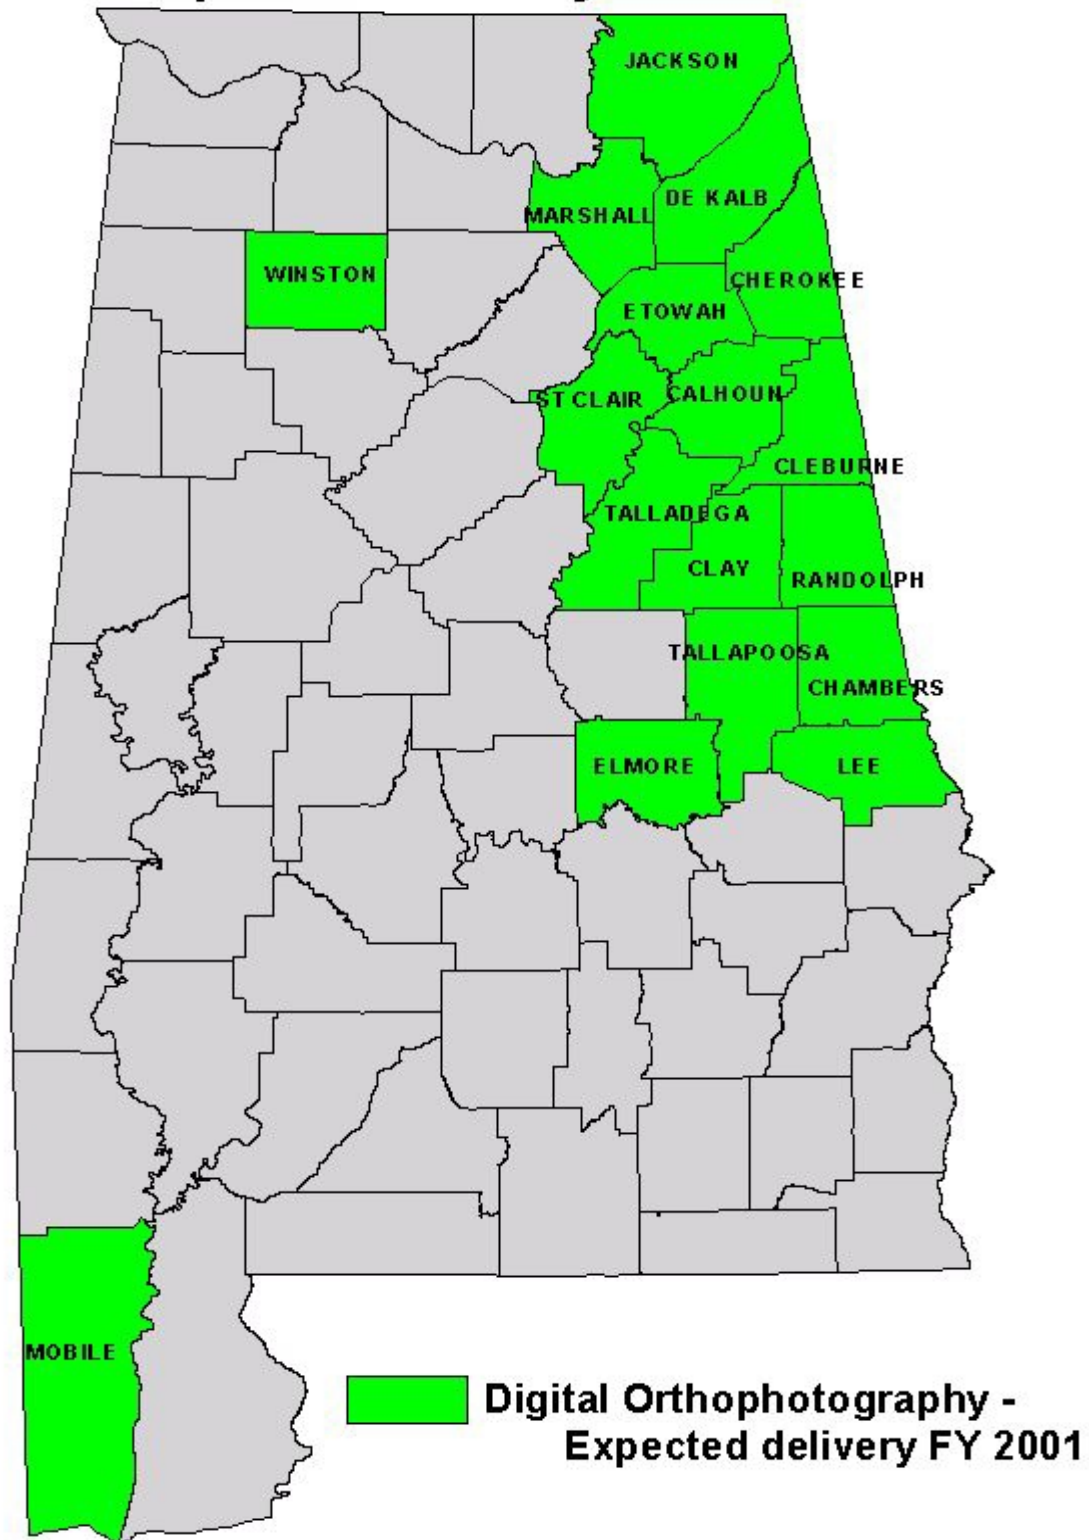 JACKSON
DE KALB
MARSHALL
WINSTON
CHEROKEE
ETOWAH
ST CLAIR
CALHOUN
CLEBURNE
TALLADEGA
CLAY
RANDOLPH
TALLAPOOSA
CHAMBERS
ELMORE
LEE
MOBILE
Digital Orthophotography -
Expected delivery FY 2001